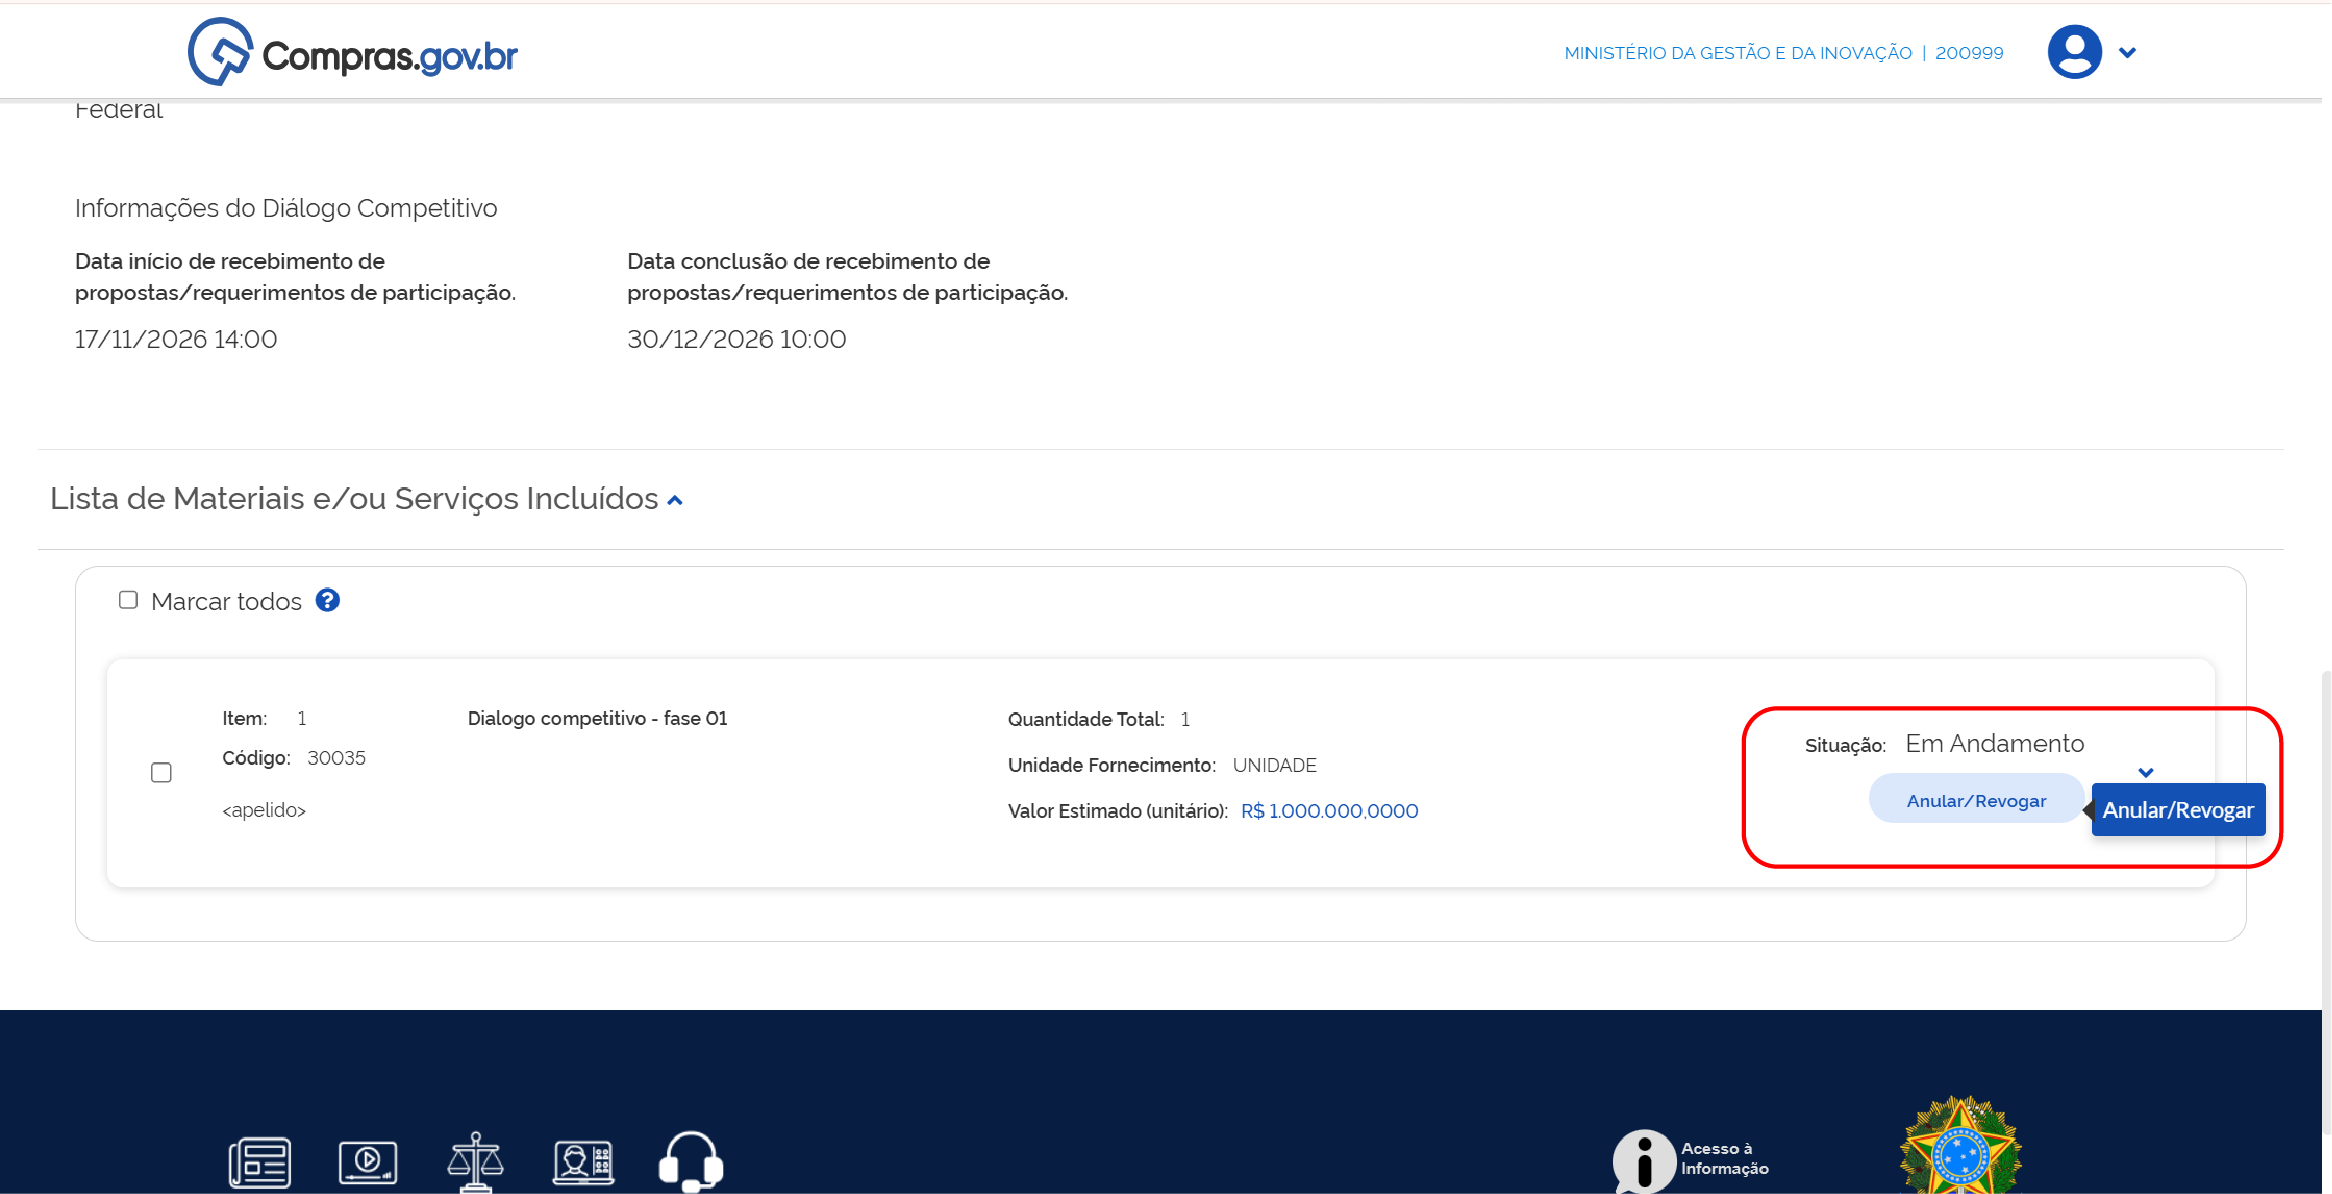 Compras.gov.br
MINISTÉRIO DA GESTÃO E DA INOVAÇÃO | 200999
Federal
Informações do Diálogo Competitivo
Data início de recebimento de propostas/requerimentos de participação.
17/11/2026 14:00
Data conclusão de recebimento de propostas/requerimentos de participação.
30/12/2026 10:00
Lista de Materiais e/ou Serviços Incluídos
Marcar todos
Item: 1
Código: 30035
<apelido>
Dialogo competitivo - fase 01
Quantidade Total: 1
Unidade Fornecimento: UNIDADE
Valor Estimado (unitário): R$ 1.000.000,0000
Situação: Em Andamento
Anular/Revogar
Anular/Revogar
Acesso à
Informação